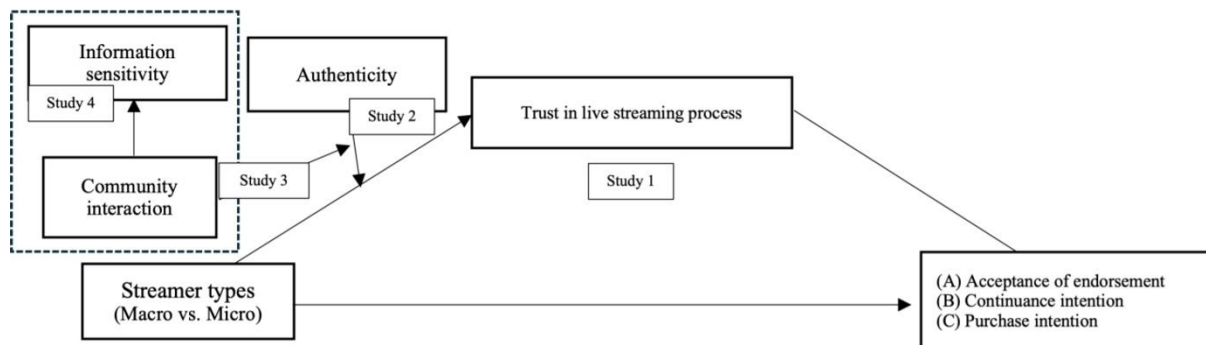 Information
sensitivity
Study 4
Authenticity
Study 2
Trust in live streaming process
Study 1
Community
interaction
Study 3
Streamer types
(Macro vs. Micro)
(A) Acceptance of endorsement
(B) Continuance intention
(C) Purchase intention